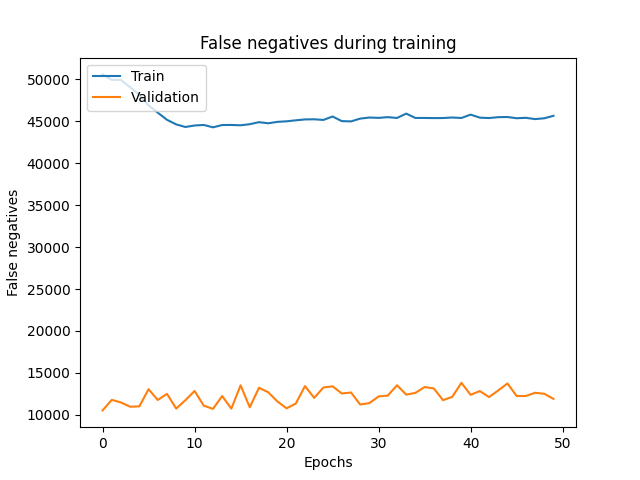 False negatives during training
Train
Validation
50000
45000
40000
35000
30000
25000
20000
15000
10000
False negatives
0 10 20 30 40 50
Epochs